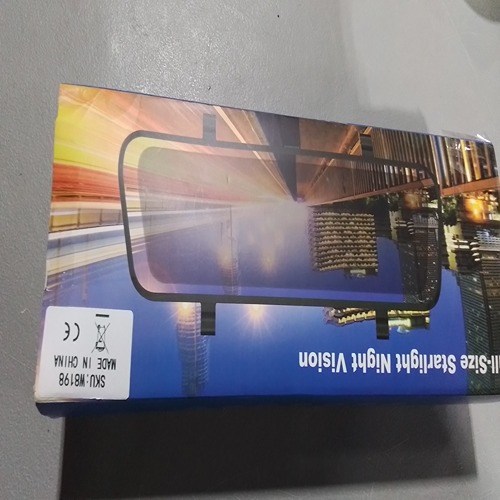 ll-Size Starlight Night Vision
SKU:W8198
MADE IN CHINA
CE